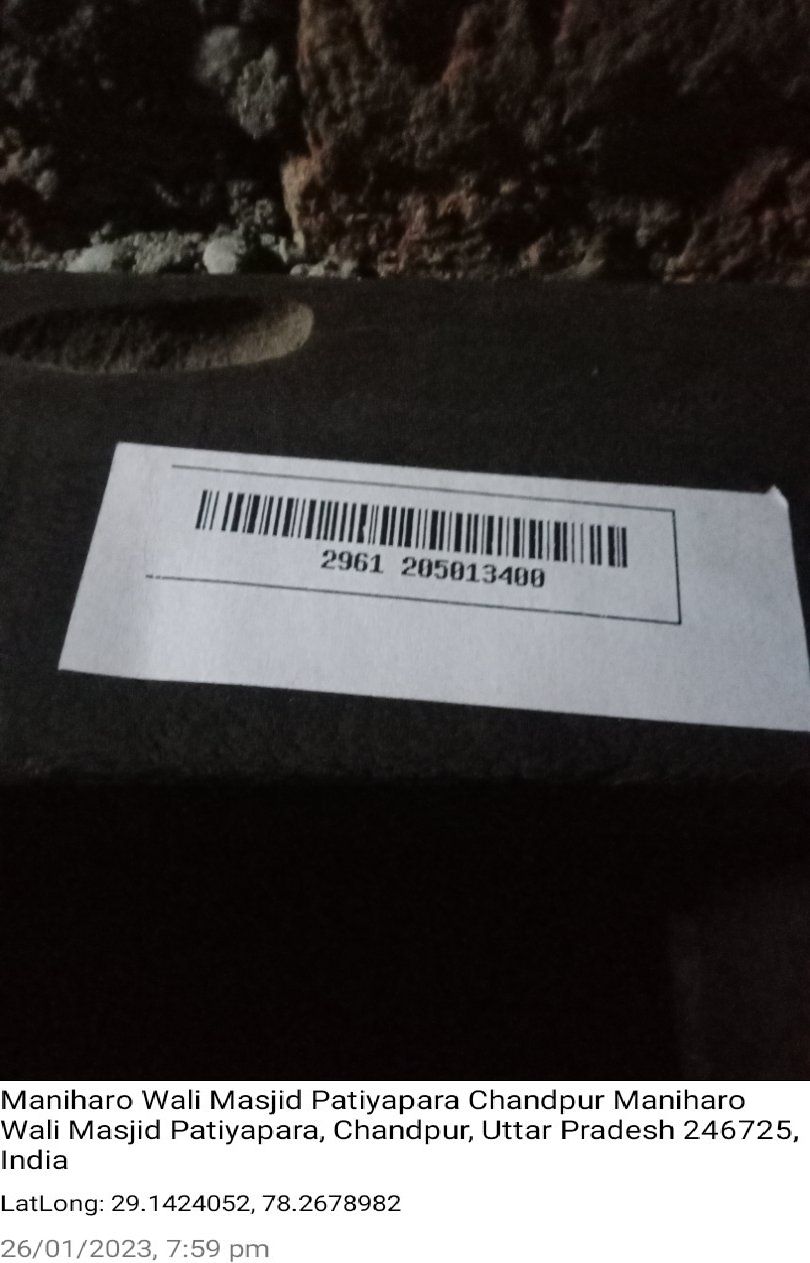 2961 205013400
Maniharo Wali Masjid Patiyapara Chandpur Maniharo
Wali Masjid Patiyapara, Chandpur, Uttar Pradesh 246725,
India
LatLong: 29.1424052, 78.2678982
26/01/2023, 7:59 pm